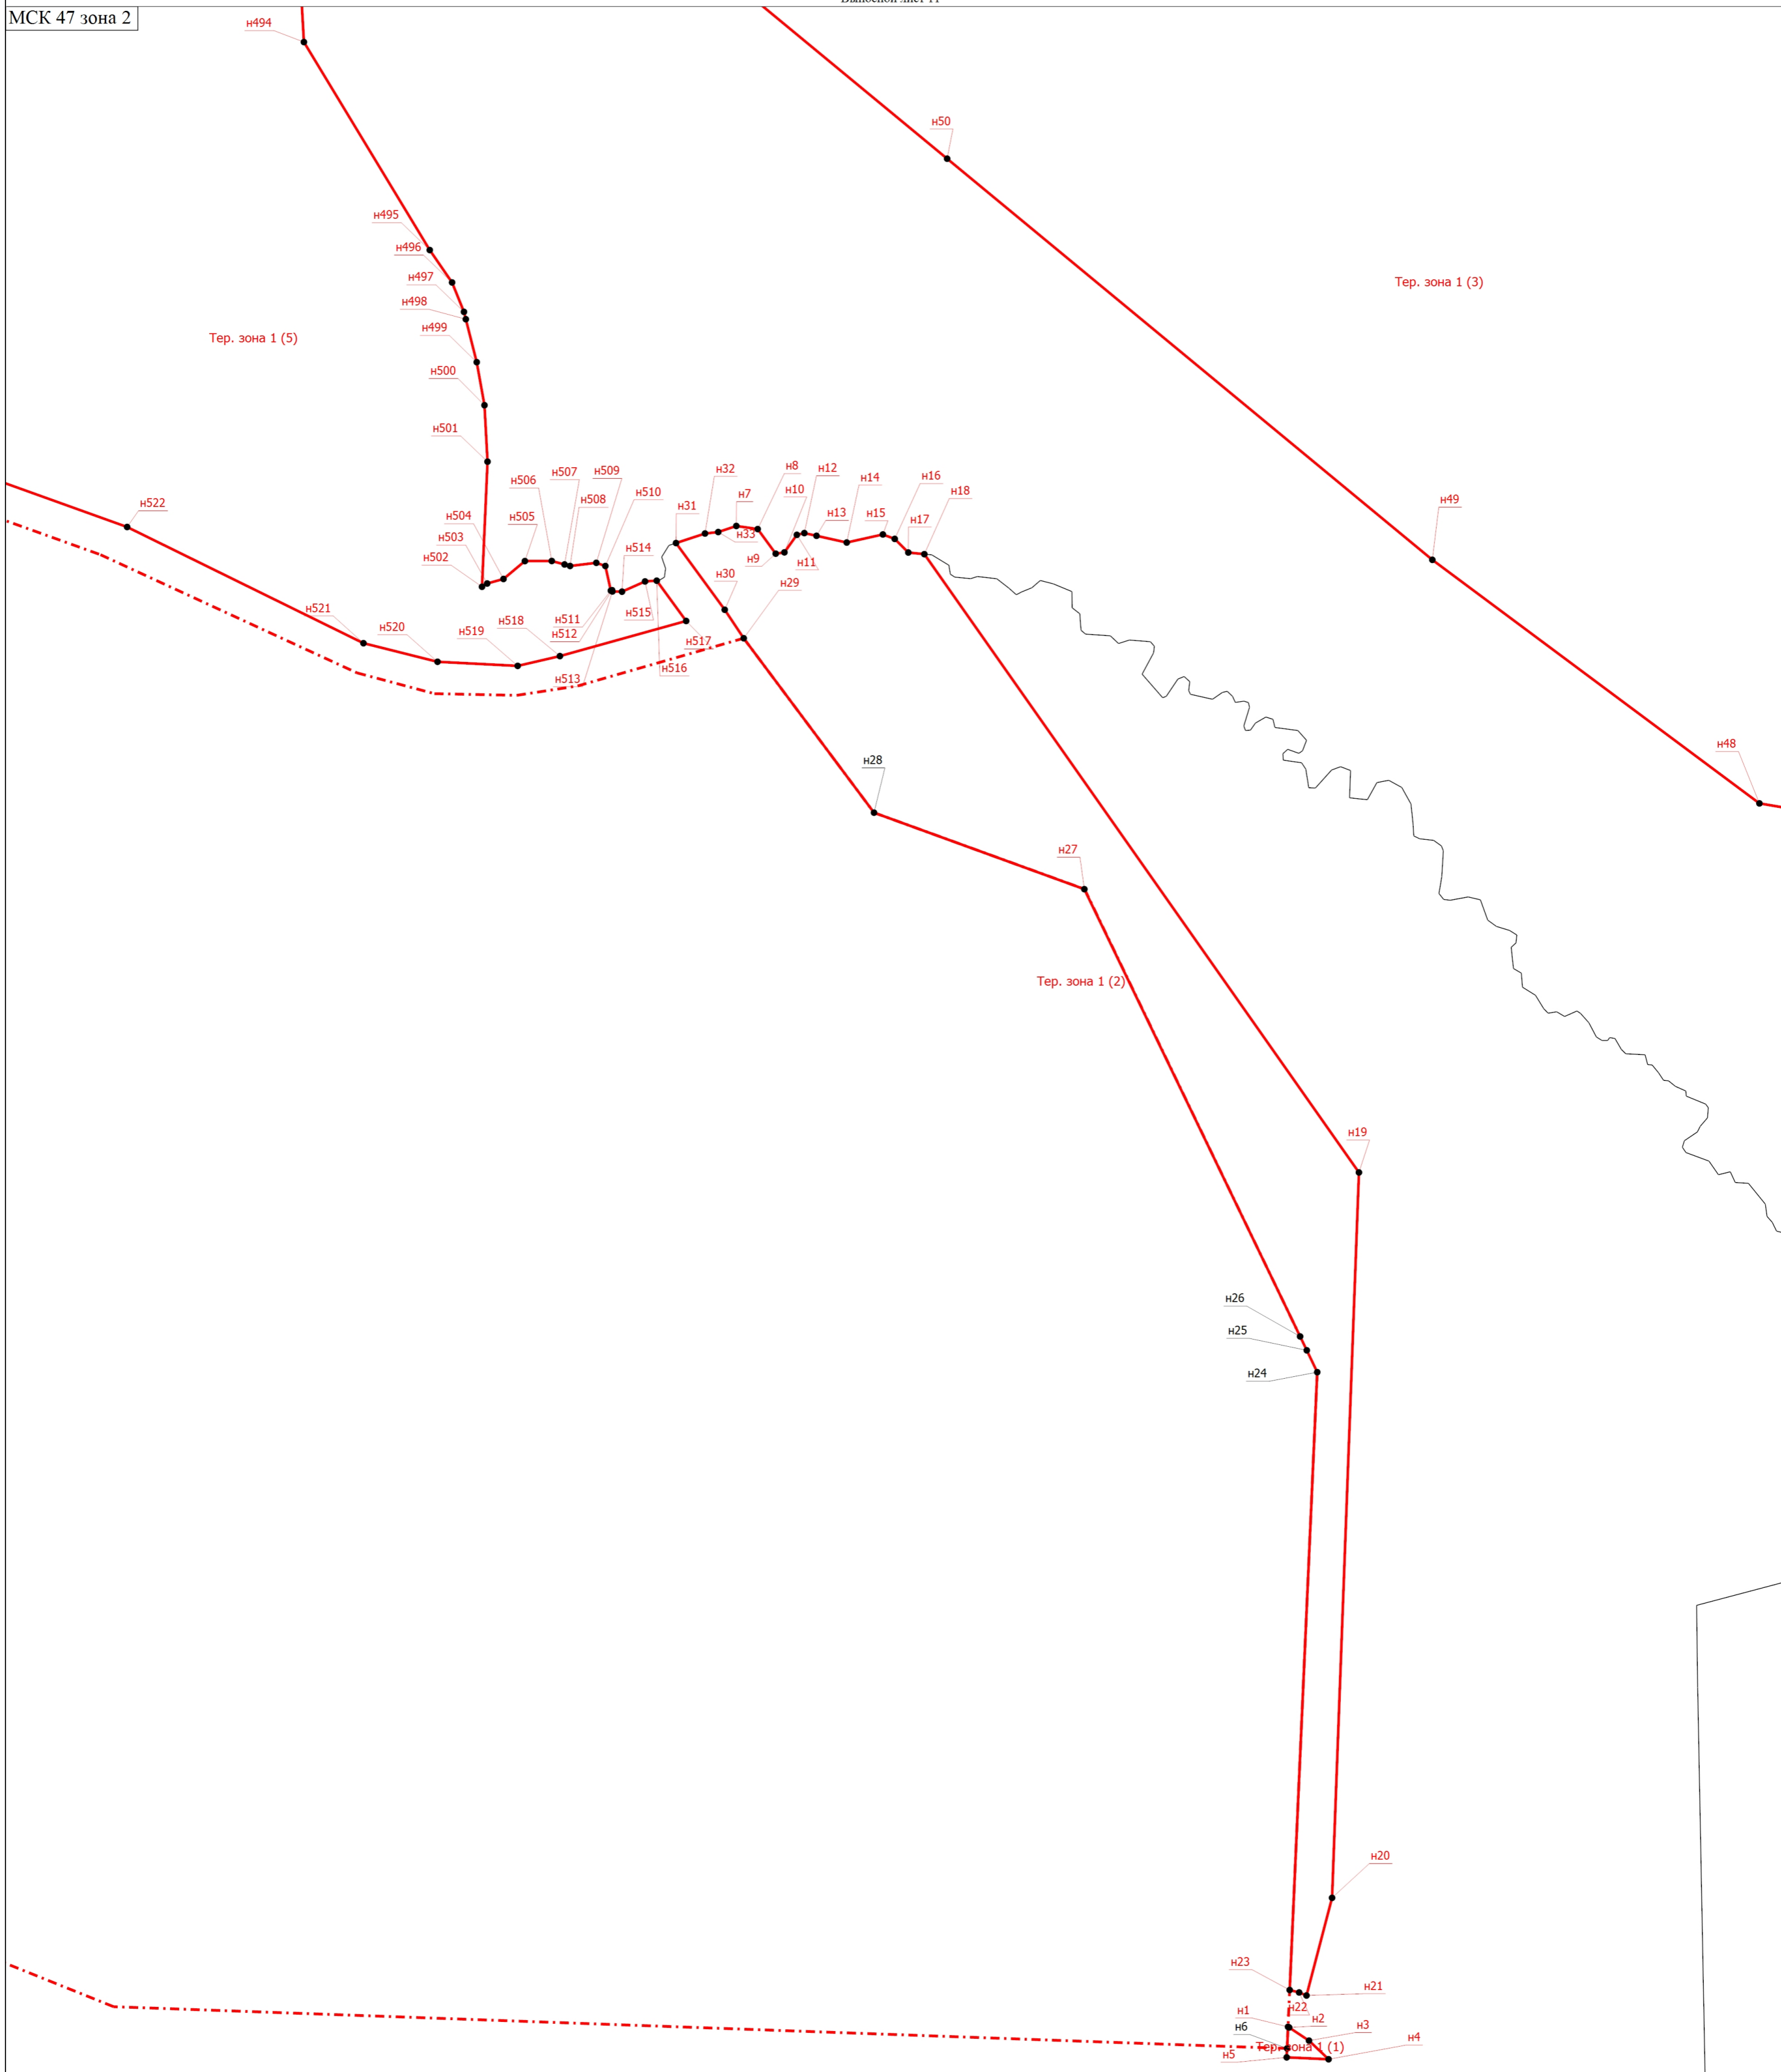 МСК 47 зона 2
н494
н50
н495
н496
н497
н498
н499
н500
н501
Тер. зона 1 (3)
Тер. зона 1 (5)
н506
н507
н509
н510
н508
н32
н7
н8
н12
н10
н14
н16
н18
н31
н15
н17
н49
н522
н504
н505
н503
н502
н514
н33
н13
н9
н11
н30
н29
н521
н520
н519
н518
н511
н512
н515
н517
н516
н513
н28
н48
н27
Тер. зона 1 (2)
н19
н26
н25
н24
н20
н23
н21
н22
н1
н2
н6
н3
н4
Тер. зона 1 (1)
н5